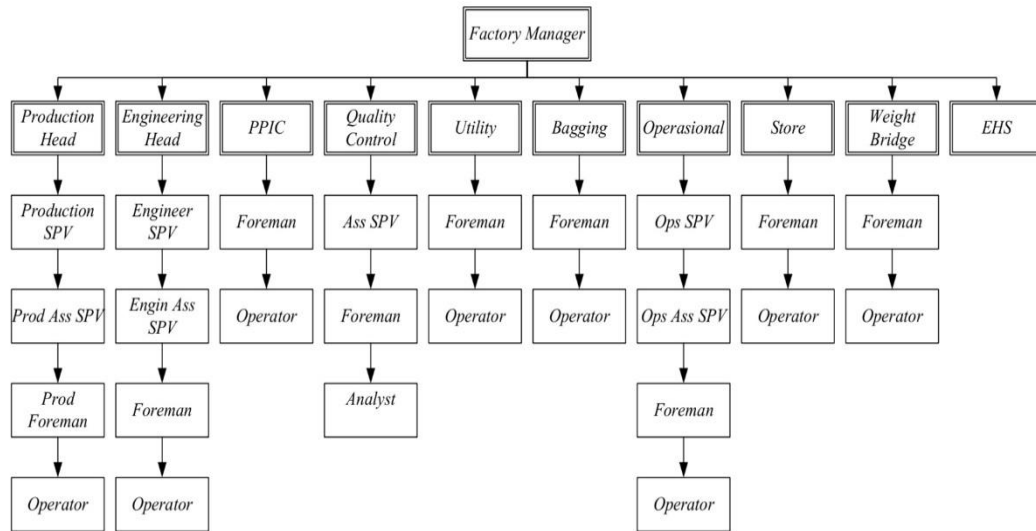 Factory Manager
Production
Head
Engineering
Head
PPIC
Quality
Control
Utility
Bagging
Operasional
Store
Weight
Bridge
EHS
Production
SPV
Engineer
SPV
Foreman
Ass SPV
Foreman
Foreman
Ops SPV
Foreman
Foreman
Prod Ass SPV
Engin Ass
SPV
Operator
Foreman
Operator
Operator
Ops Ass SPV
Operator
Operator
Prod
Foreman
Foreman
Analyst
Foreman
Operator
Operator
Operator